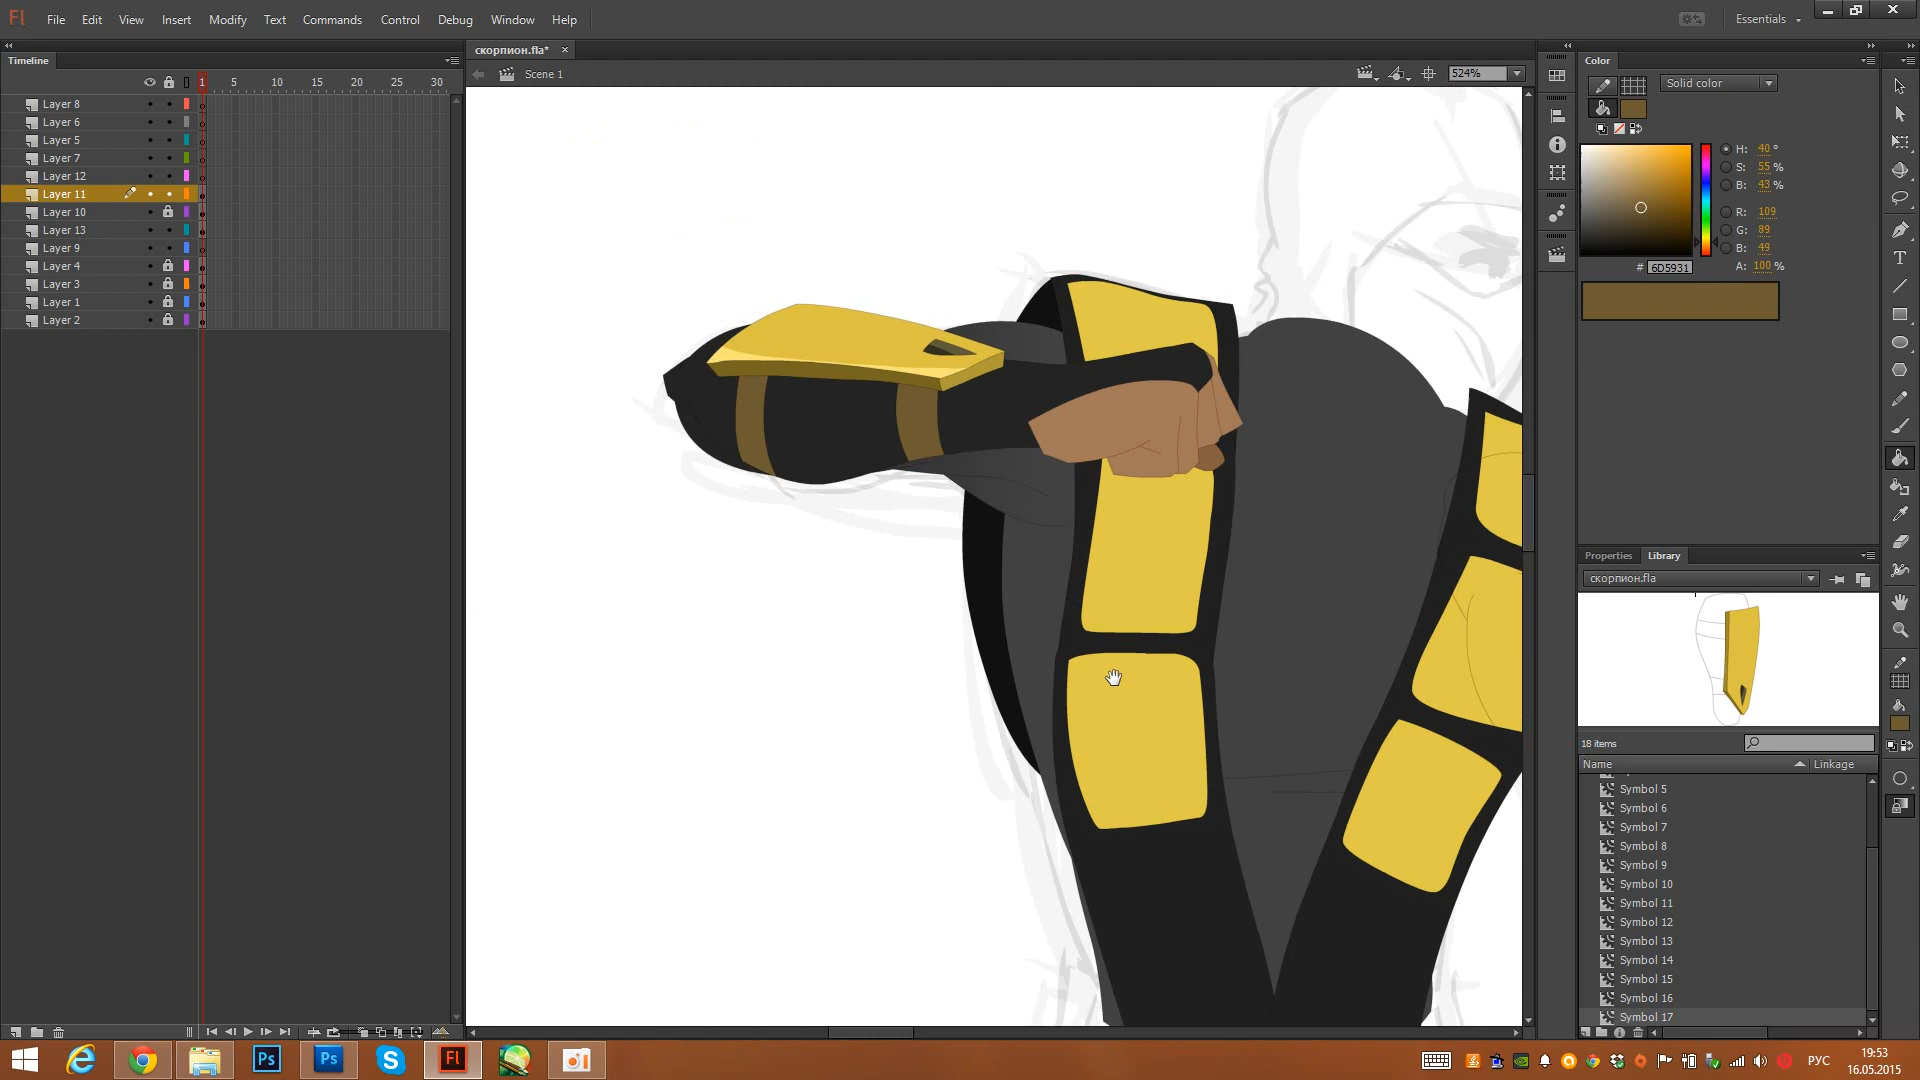 Fl File Edit View Insert Modify Text Commands Control Debug Window Help Essentials
Timeline
скорпион.fla*
Scene 1
524%
1 5 10 15 20 25 30
Layer 8
Layer 6
Layer 5
Layer 7
Layer 12
Layer 11
Layer 10
Layer 13
Layer 9
Layer 4
Layer 3
Layer 1
Layer 2
Color
Solid color
H: 40 °
S: 55 %
B: 43 %
R: 109
G: 89
B: 49
# 6D5931
A: 100 %
Properties Library
скорпион.fla
18 items
Name Linkage
Symbol 5
Symbol 6
Symbol 7
Symbol 8
Symbol 9
Symbol 10
Symbol 11
Symbol 12
Symbol 13
Symbol 14
Symbol 15
Symbol 16
Symbol 17
Ps Ps Fl
РУС
19:53
16.05.2015